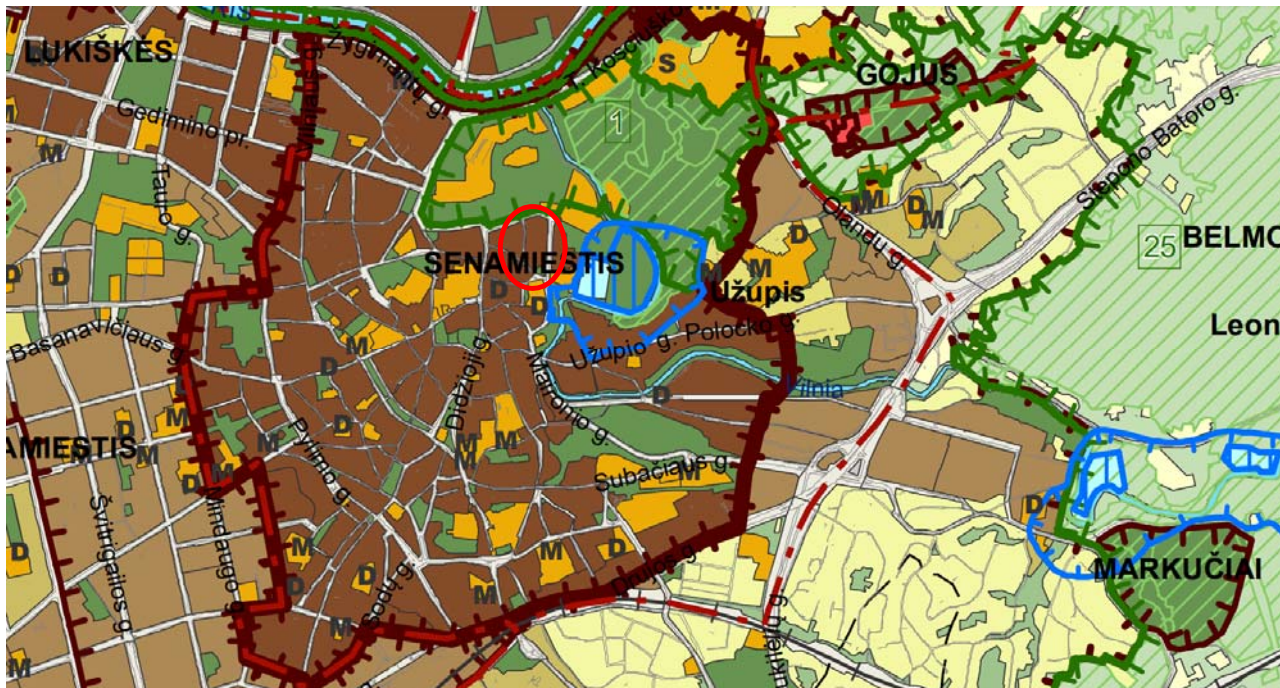 LUKIŠKĖS
Žygimantų g.
T. Kosciuškos
M
S
GOJUS
Vilniaus g.
Gedimino pr.
1
Stepono Batoro g.
M
Tauro g.
M
M
D
M
Olandų g.
D
25
BELMO
SENAMIESTIS
M
M
D
D
D
D
D
Užupis
Leon
Basanavičiaus g.
M
D
Užupio g.
Poločko g.
Didžioji g.
Maironio g.
D
Vilnia
M
D
D
M
AMIESTIS
M
M
M
M
M
Pylimo g.
Subačiaus g.
M
D
Švitrigailos g.
Mindaugo g.
D
D
M
M
D
D
D
MARKUČIAI
Drujos g.
D
M
M
Sodų g.
M